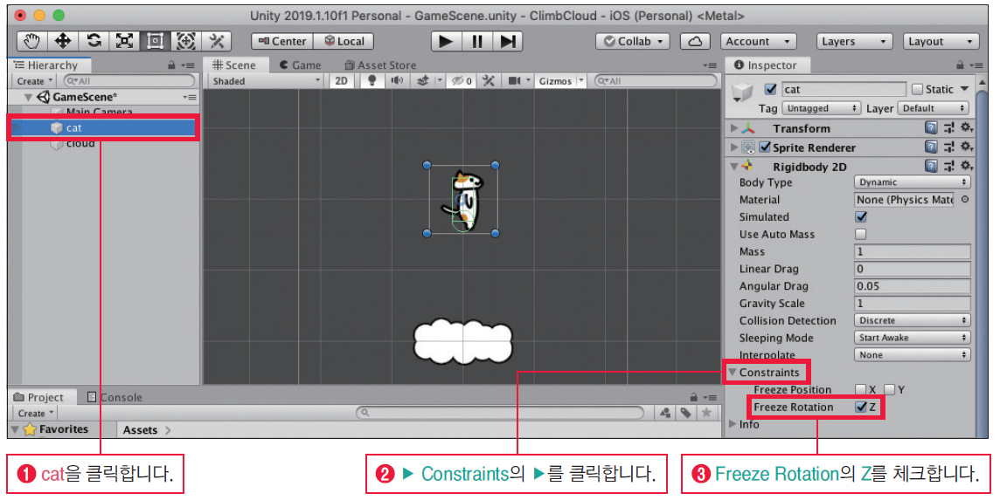 Unity 2019.1.10f1 Personal - GameScene.unity - ClimbCloud - iOS (Personal) <Metal>
Center Local Collab Account Layers Layout
Hierarchy
Create All
GameScene*
Main Camera
cat
cloud
Scene Game Asset Store
Shaded 2D 0 Gizmos All
Inspector
cat Static
Tag Untagged Layer Default
Transform
Sprite Renderer
Rigidbody 2D
Body Type Dynamic
Material None (Physics Mate
Simulated
Use Auto Mass
Mass 1
Linear Drag 0
Angular Drag 0.05
Gravity Scale 1
Collision Detection Discrete
Sleeping Mode Start Awake
Interpolate None
Constraints
Freeze Position X Y
Freeze Rotation Z
Info
Project Console
Create
Favorites Assets >
❶ cat을 클릭합니다.
❷ ▶ Constraints의 ▶를 클릭합니다.
❸ Freeze Rotation의 Z를 체크합니다.